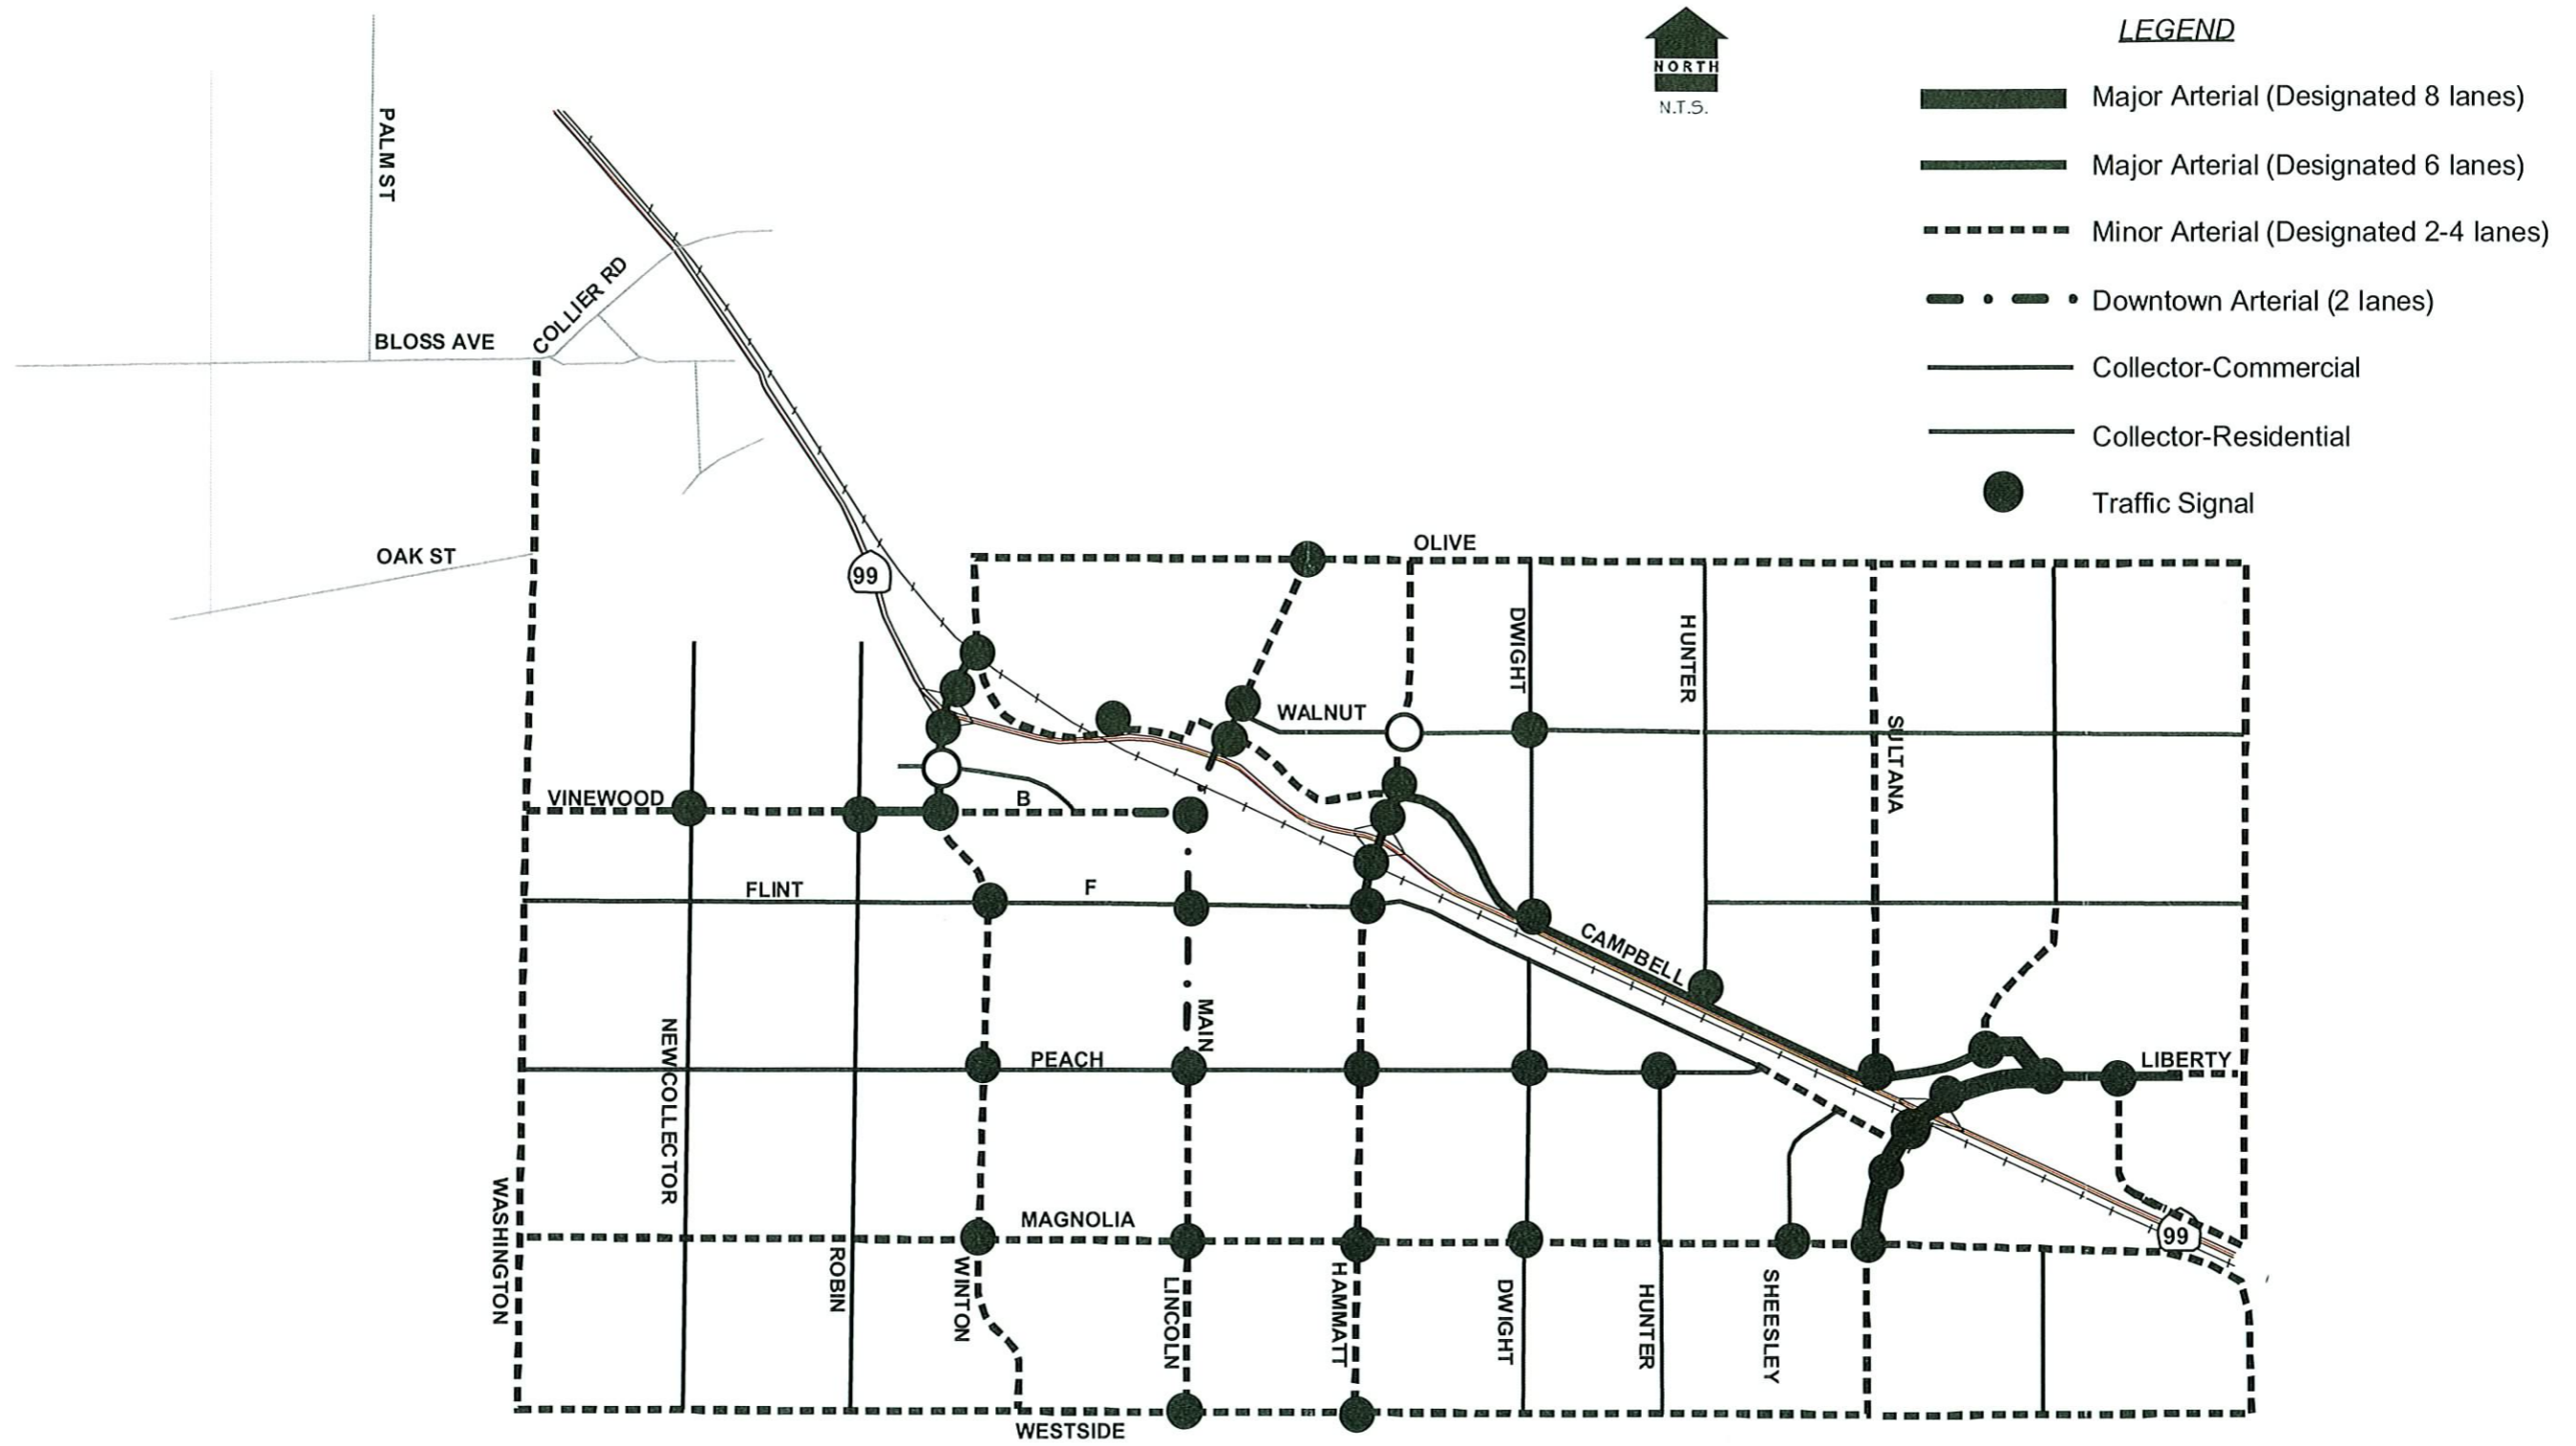 LEGEND
NORTH
N.T.S.
Major Arterial (Designated 8 lanes)
Major Arterial (Designated 6 lanes)
Minor Arterial (Designated 2-4 lanes)
Downtown Arterial (2 lanes)
Collector-Commercial
Collector-Residential
Traffic Signal
PALM ST
COLLIER RD
BLOSS AVE
OAK ST
99
OLIVE
DWIGHT
HUNTER
WALNUT
SULTANA
VINEWOOD
B
FLINT
F
CAMPBELL
MAIN
NEWCOLLECTOR
PEACH
LIBERTY
WASHINGTON
MAGNOLIA
99
ROBIN
WINTON
LINCOLN
HAMMATT
DWIGHT
HUNTER
SHEESLEY
WESTSIDE